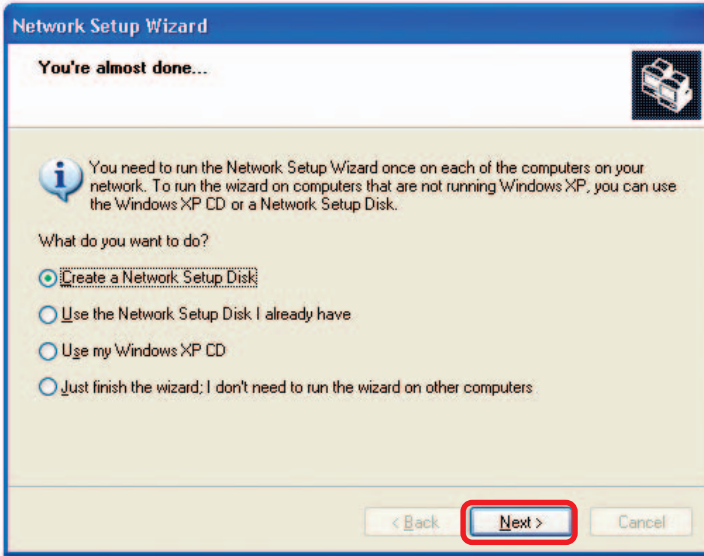 Network Setup Wizard
You're almost done...
You need to run the Network Setup Wizard once on each of the computers on your
network. To run the wizard on computers that are not running Windows XP, you can use
the Windows XP CD or a Network Setup Disk.
What do you want to do?
Create a Network Setup Disk
Use the Network Setup Disk I already have
Use my Windows XP CD
Just finish the wizard; I don't need to run the wizard on other computers
< Back Next > Cancel